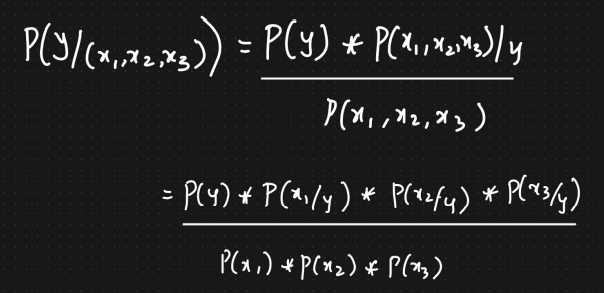 P(y/(x₁,x₂,x₃)) = P(y) * P(x₁,x₂,x₃)/y
P(x₁,x₂,x₃)
= P(y) * P(x₁/y) * P(x₂/y) * P(x₃/y)
P(x₁) * P(x₂) * P(x₃)